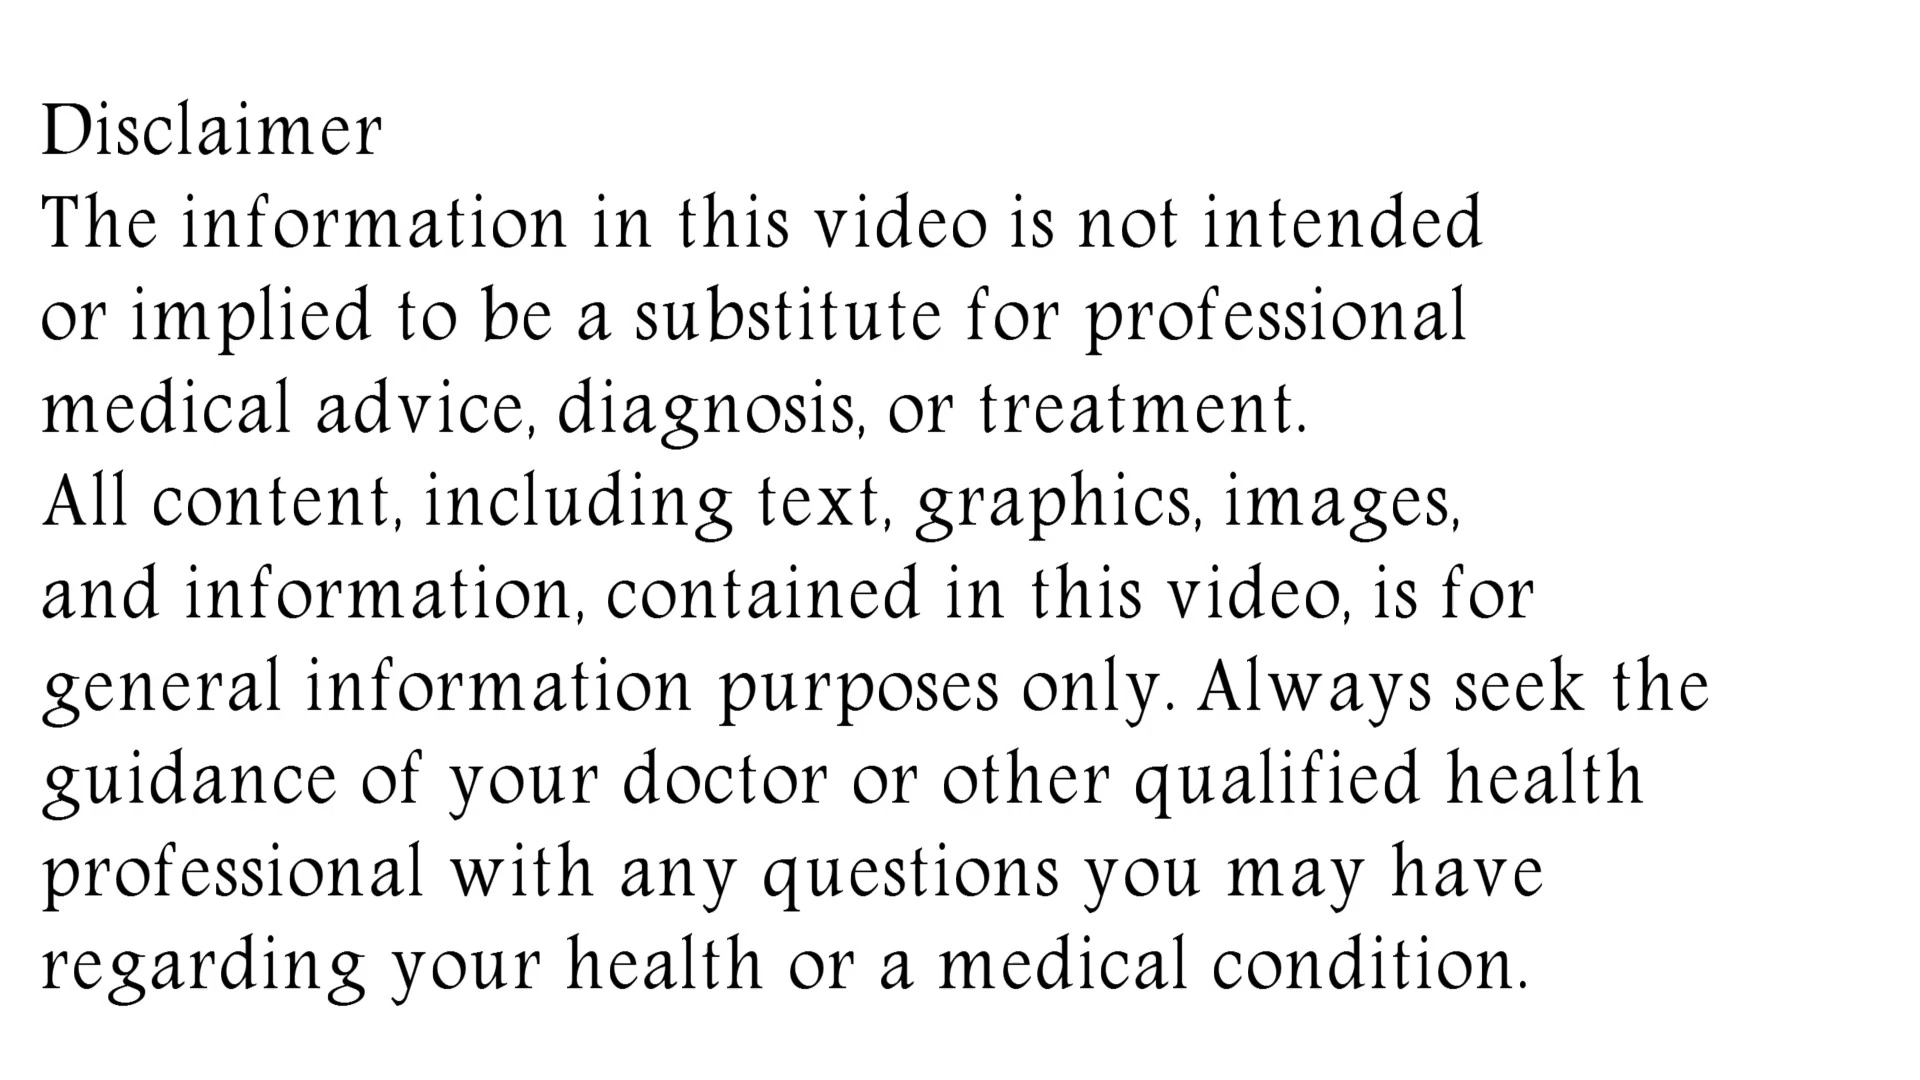 Disclaimer
The information in this video is not intended
or implied to be a substitute for professional
medical advice, diagnosis, or treatment.
All content, including text, graphics, images,
and information, contained in this video, is for
general information purposes only. Always seek the
guidance of your doctor or other qualified health
professional with any questions you may have
regarding your health or a medical condition.